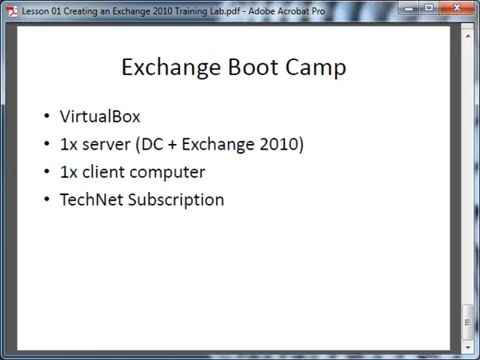 Lesson 01 Creating an Exchange 2010 Training Lab.pdf - Adobe Acrobat Pro
Exchange Boot Camp
• VirtualBox
• 1x server (DC + Exchange 2010)
• 1x client computer
• TechNet Subscription